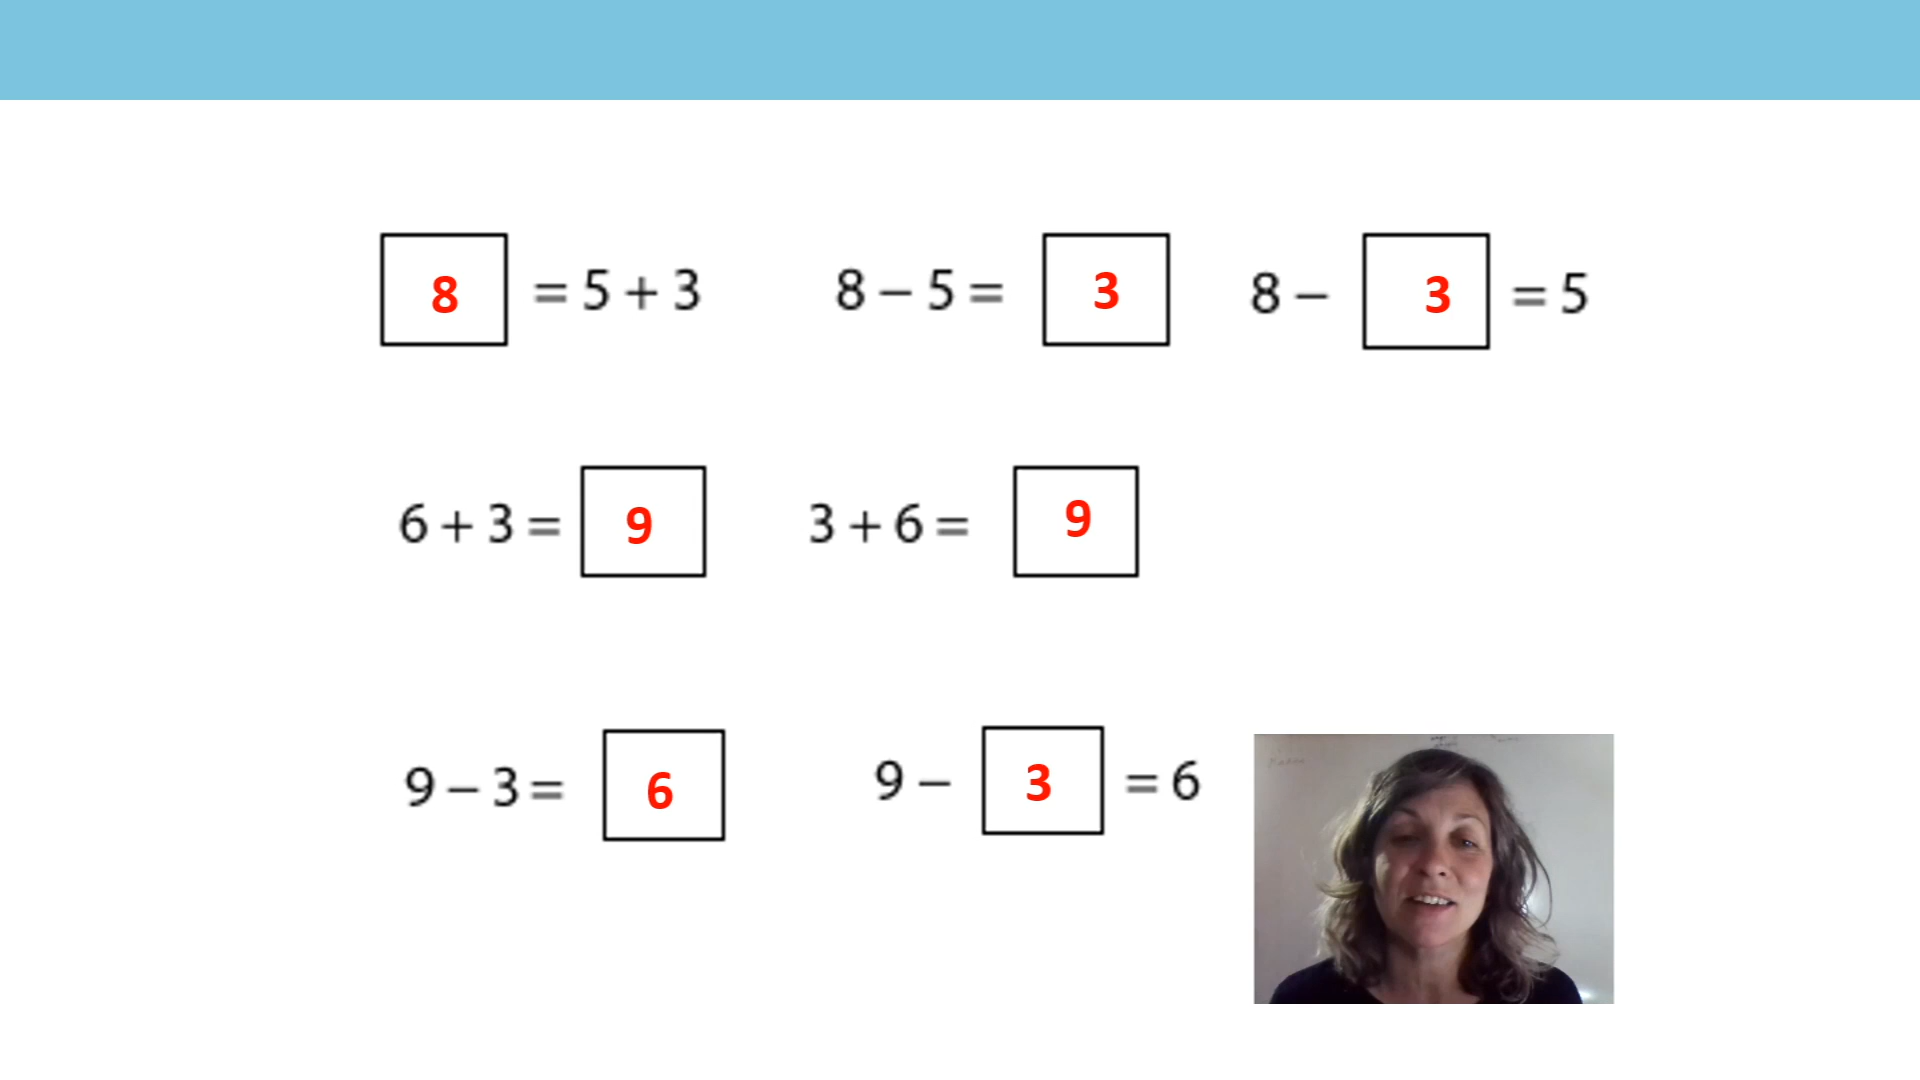 8 = 5 + 3 8 – 5 = 3 8 – 3 = 5
6 + 3 = 9 3 + 6 = 9
9 – 3 = 6 9 – 3 = 6